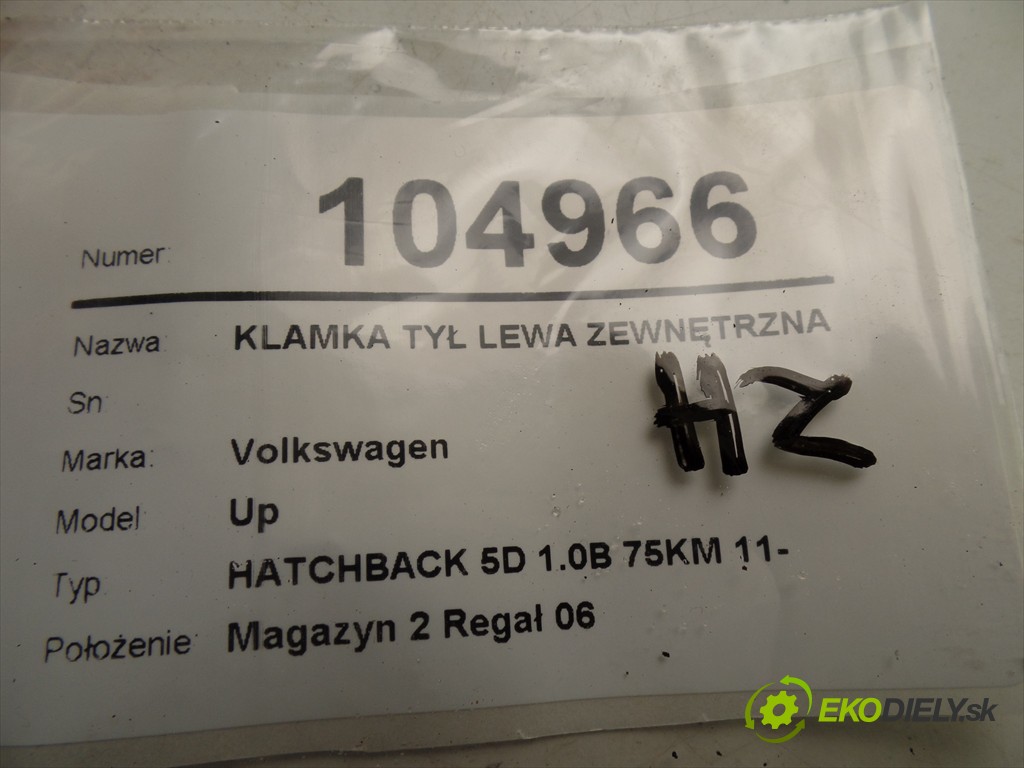 Numer: 104966
Nazwa KLAMKA TYŁ LEWA ZEWNĘTRZNA
Sn
HZ
Marka: Volkswagen
Model Up
Typ HATCHBACK 5D 1.0B 75KM 11-
Położenie Magazyn 2 Regał 06
EKODIELY.sk